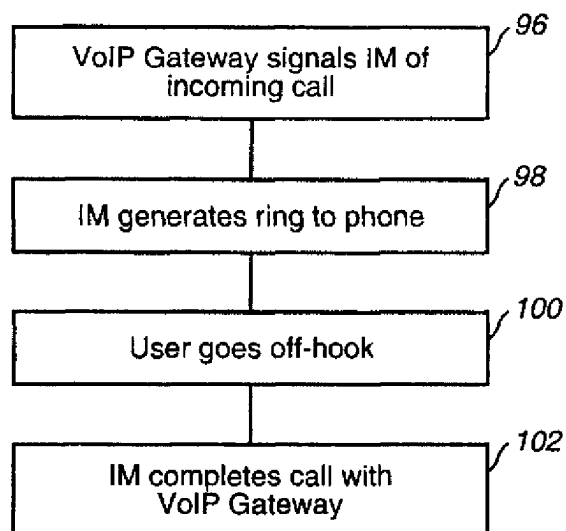 96
VoIP Gateway signals IM of
incoming call
98
IM generates ring to phone
100
User goes off-hook
102
IM completes call with
VoIP Gateway